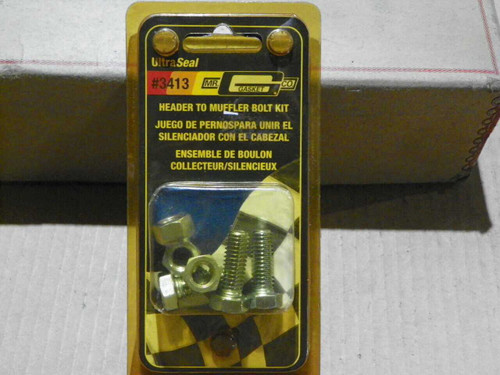 UltraSeal
#3413 MR GASKET CO
HEADER TO MUFFLER BOLT KIT
JUEGO DE PERNOSPARA UNIR EL
SILENCIADOR CON EL CABEZAL
ENSEMBLE DE BOULON
COLLECTEUR/SILENCIEUX